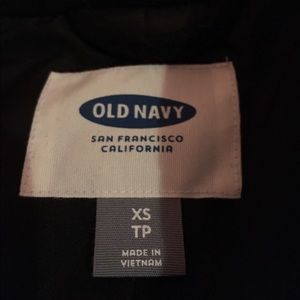 OLD NAVY
SAN FRANCISCO
CALIFORNIA
XS
TP
MADE IN
VIETNAM